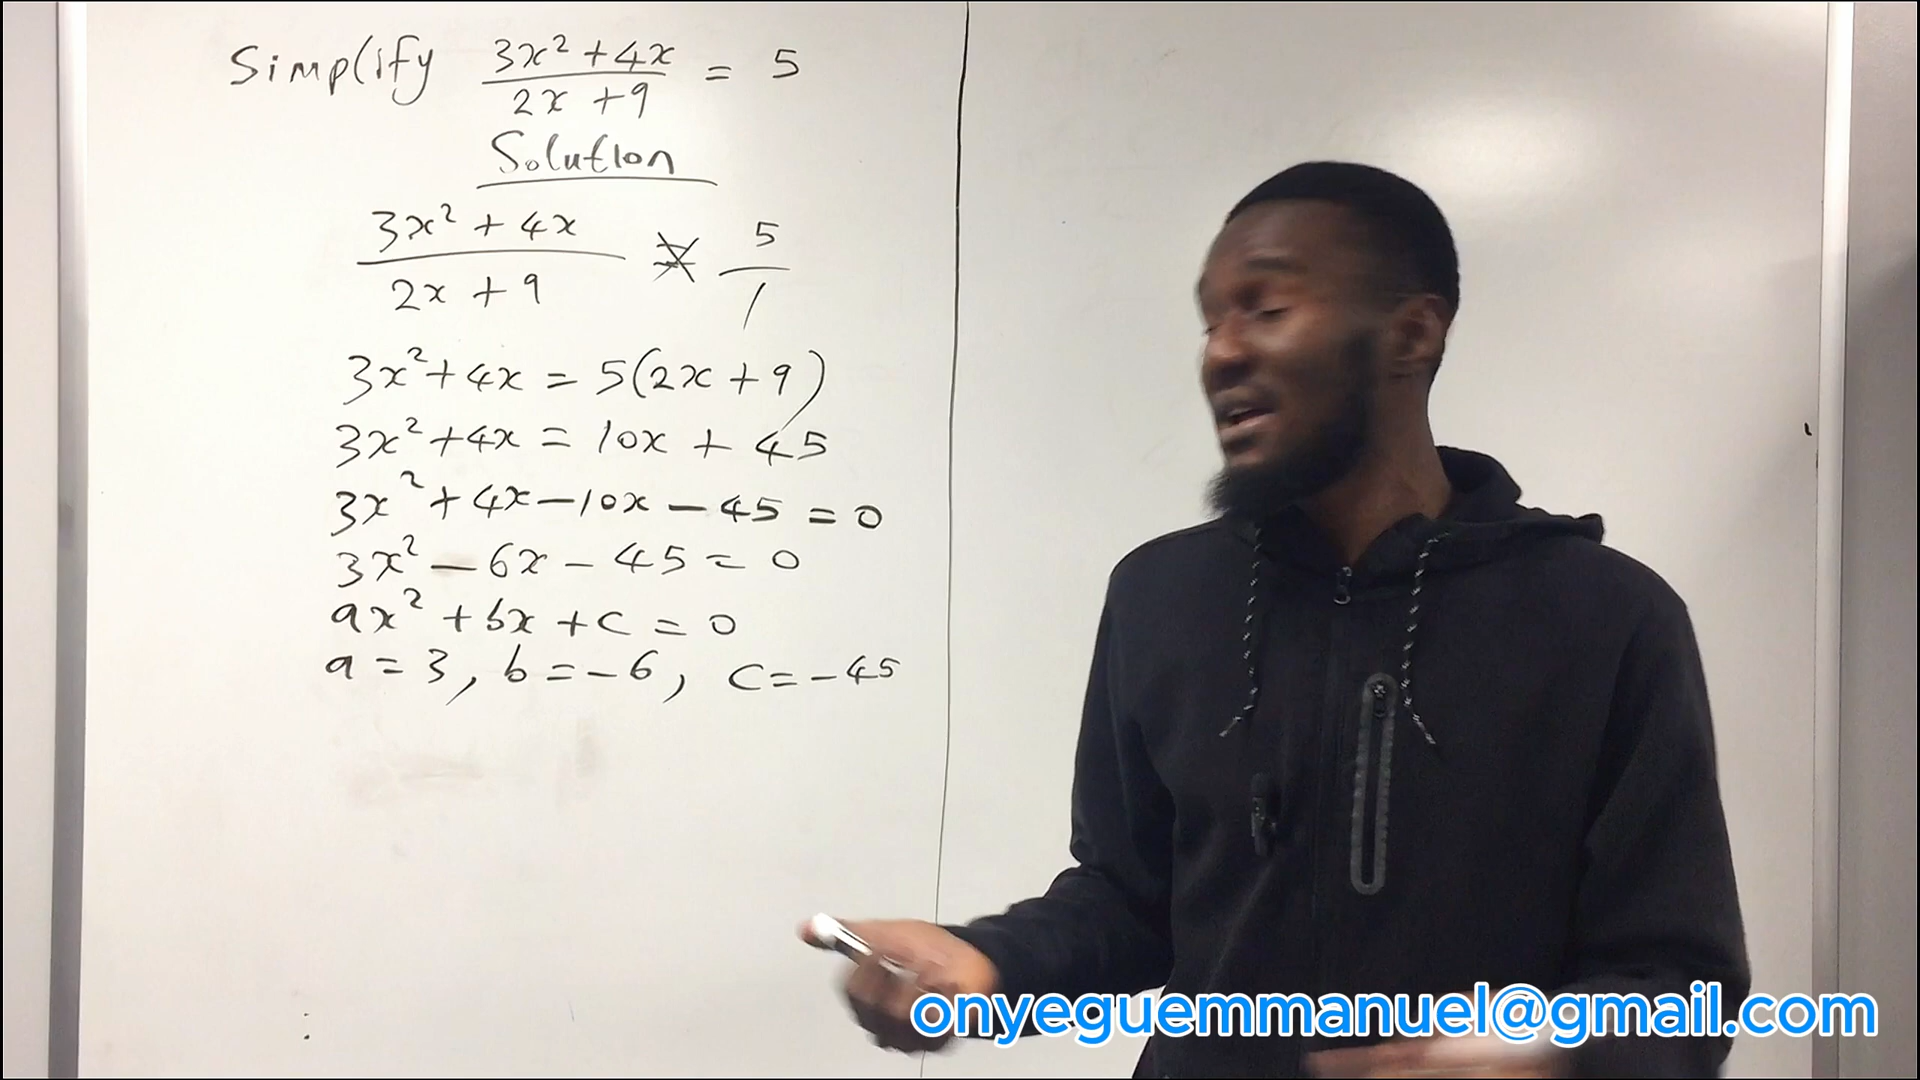 Simplify 3x² + 4x / 2x + 9 = 5
Solution
3x² + 4x / 2x + 9 = 5 / 1
3x² + 4x = 5(2x + 9)
3x² + 4x = 10x + 45
3x² + 4x – 10x – 45 = 0
3x² – 6x – 45 = 0
ax² + bx + c = 0
a = 3, b = – 6, c = – 45
onyeguemmanuel@gmail.com